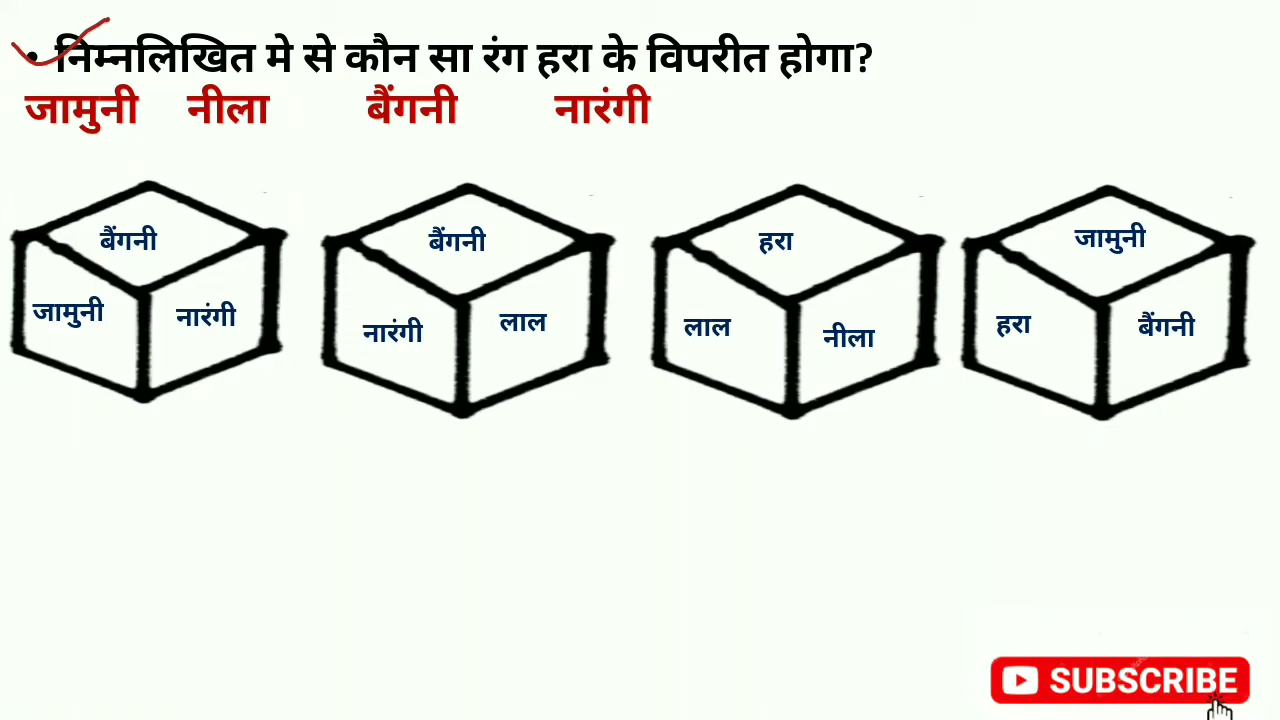 • निम्नलिखित मे से कौन सा रंग हरा के विपरीत होगा?
जामुनी नीला बैंगनी नारंगी
बैंगनी
जामुनी नारंगी
बैंगनी
नारंगी लाल
हरा
लाल नीला
जामुनी
हरा बैंगनी
SUBSCRIBE